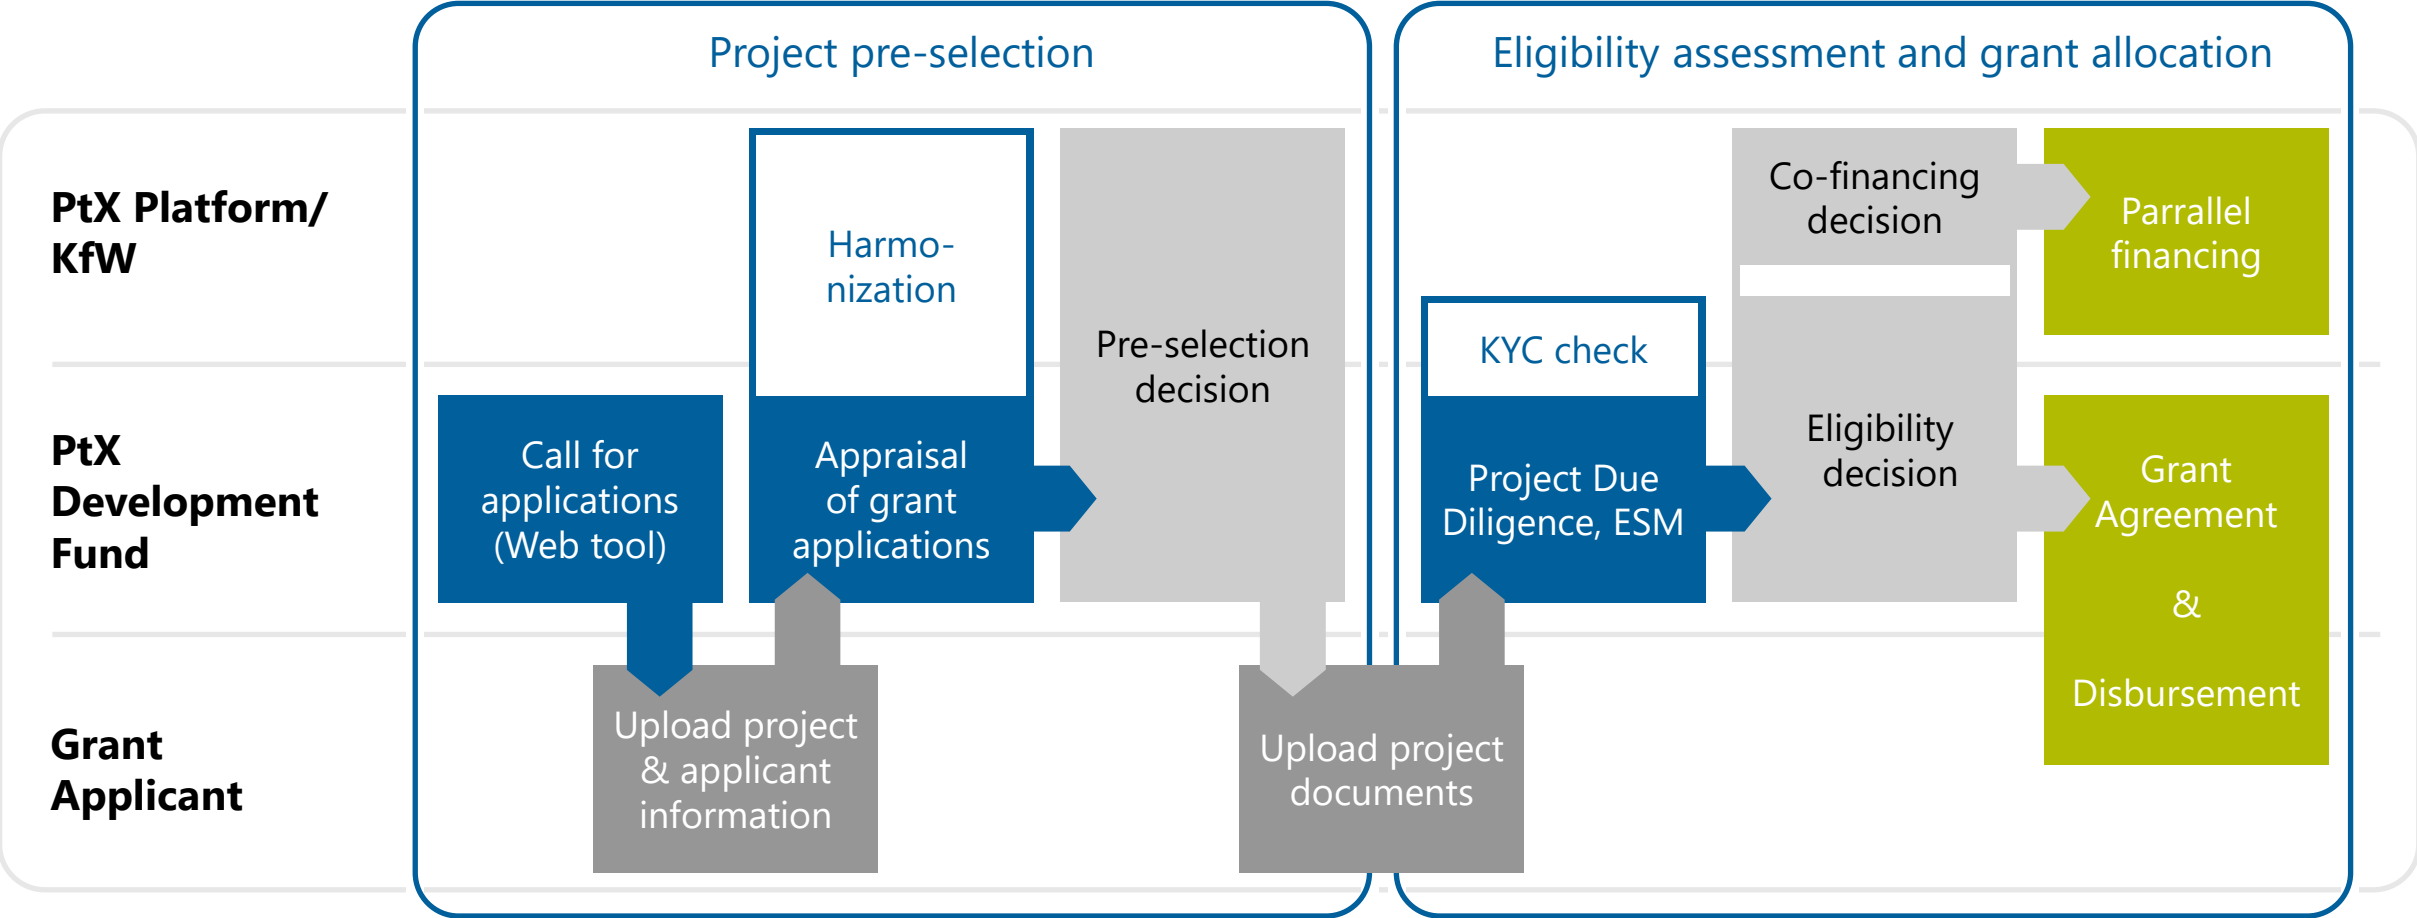 Project pre-selection
Eligibility assessment and grant allocation
PtX Platform/
KfW
Harmo-
nization
Pre-selection
decision
Co-financing
decision
Parrallel
financing
KYC check
PtX
Development
Fund
Call for
applications
(Web tool)
Appraisal
of grant
applications
Project Due
Diligence, ESM
Eligibility
decision
Grant
Agreement
&
Disbursement
Grant
Applicant
Upload project
& applicant
information
Upload project
documents